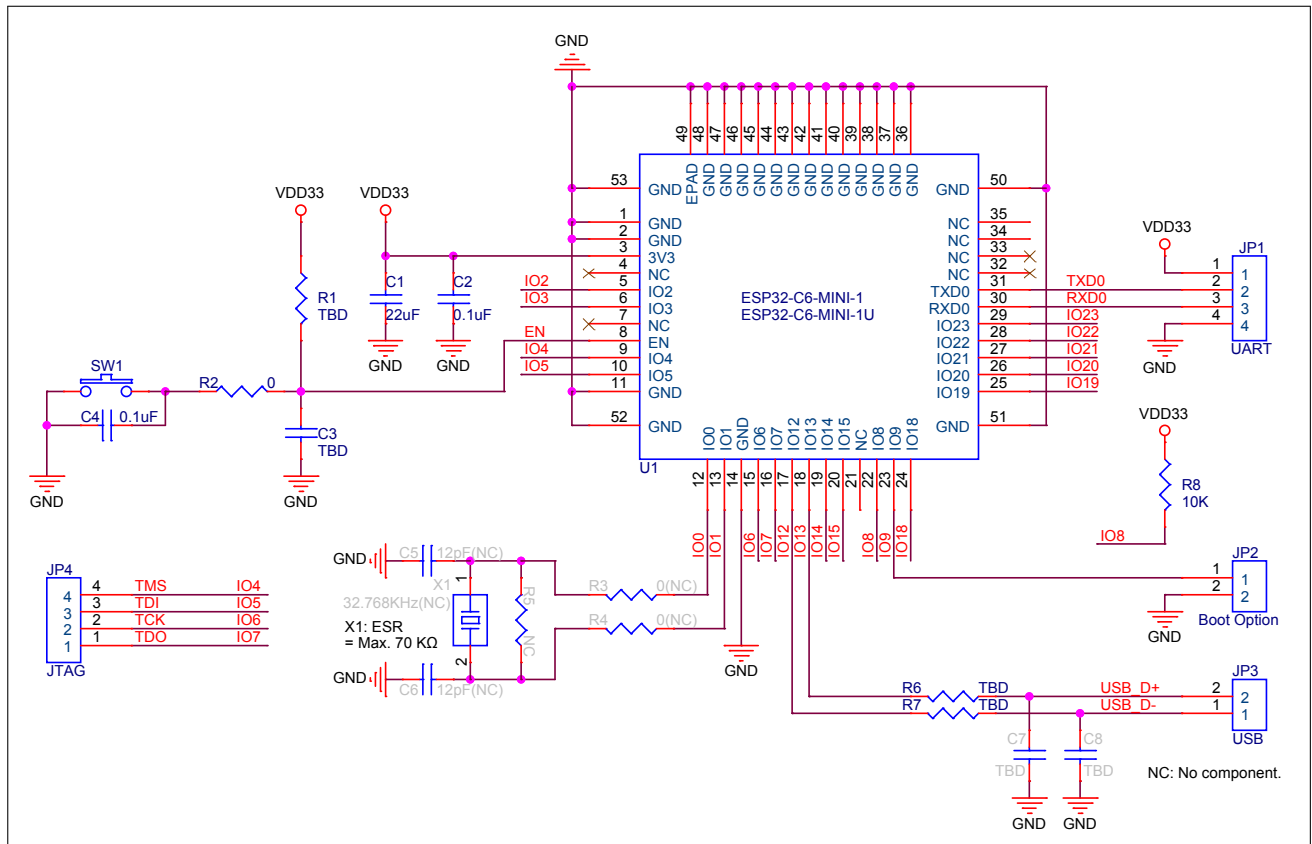 GND
49 48 47 46 45 44 43 42 41 40 39 38 37 36
EPAD GND GND GND GND GND GND GND GND GND GND GND GND GND
VDD33
R1
TBD
VDD33
C1
22uF
GND
C2
0.1uF
GND
SW1
R2
0
C4
0.1uF
GND
C3
TBD
GND
53 GND
1 GND
2 GND
3 3V3
4 NC
IO2 5 IO2
IO3 6 IO3
7 NC
EN 8 EN
IO4 9 IO4
IO5 10 IO5
11 GND
52 GND
ESP32-C6-MINI-1
ESP32-C6-MINI-1U
U1
GND 50
NC 35
NC 34
NC 33
NC 32
TXD0 31 TXD0
RXD0 30 RXD0
IO23 29 IO23
IO22 28 IO22
IO21 27 IO21
IO20 26 IO20
IO19 25 IO19
GND 51
IO0 IO1 GND IO6 IO7 IO12 IO13 IO14 IO15 NC IO8 IO9 IO18
12 13 14 15 16 17 18 19 20 21 22 23 24
IO0 IO1 IO6 IO7 IO12 IO13 IO14 IO15 IO8 IO9 IO18
VDD33
JP1
1 1
2 2
3 3
4 4
UART
GND
VDD33
R8
10K
IO8
JP2
1 1
2 2
Boot Option
GND
JP4
4 4 TMS IO4
3 3 TDI IO5
2 2 TCK IO6
1 1 TDO IO7
JTAG
GND
C5 12pF(NC)
1
X1
32.768KHz(NC)
X1: ESR
= Max. 70 KΩ
2
R5
NC
R3 0(NC)
R4 0(NC)
GND
C6 12pF(NC)
GND
R6 TBD USB_D+
R7 TBD USB_D-
JP3
2 2
1 1
USB
C7
TBD
GND
C8
TBD
GND
NC: No component.